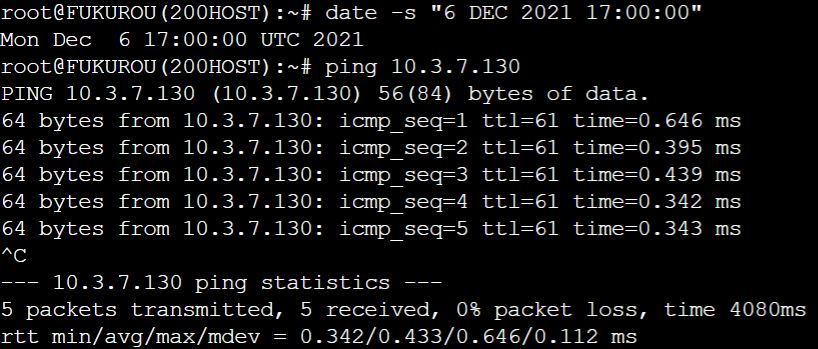 root@FUKUROU(200HOST):~# date -s "6 DEC 2021 17:00:00"
Mon Dec  6 17:00:00 UTC 2021
root@FUKUROU(200HOST):~# ping 10.3.7.130
PING 10.3.7.130 (10.3.7.130) 56(84) bytes of data.
64 bytes from 10.3.7.130: icmp_seq=1 ttl=61 time=0.646 ms
64 bytes from 10.3.7.130: icmp_seq=2 ttl=61 time=0.395 ms
64 bytes from 10.3.7.130: icmp_seq=3 ttl=61 time=0.439 ms
64 bytes from 10.3.7.130: icmp_seq=4 ttl=61 time=0.342 ms
64 bytes from 10.3.7.130: icmp_seq=5 ttl=61 time=0.343 ms
^C
--- 10.3.7.130 ping statistics ---
5 packets transmitted, 5 received, 0% packet loss, time 4080ms
rtt min/avg/max/mdev = 0.342/0.433/0.646/0.112 ms